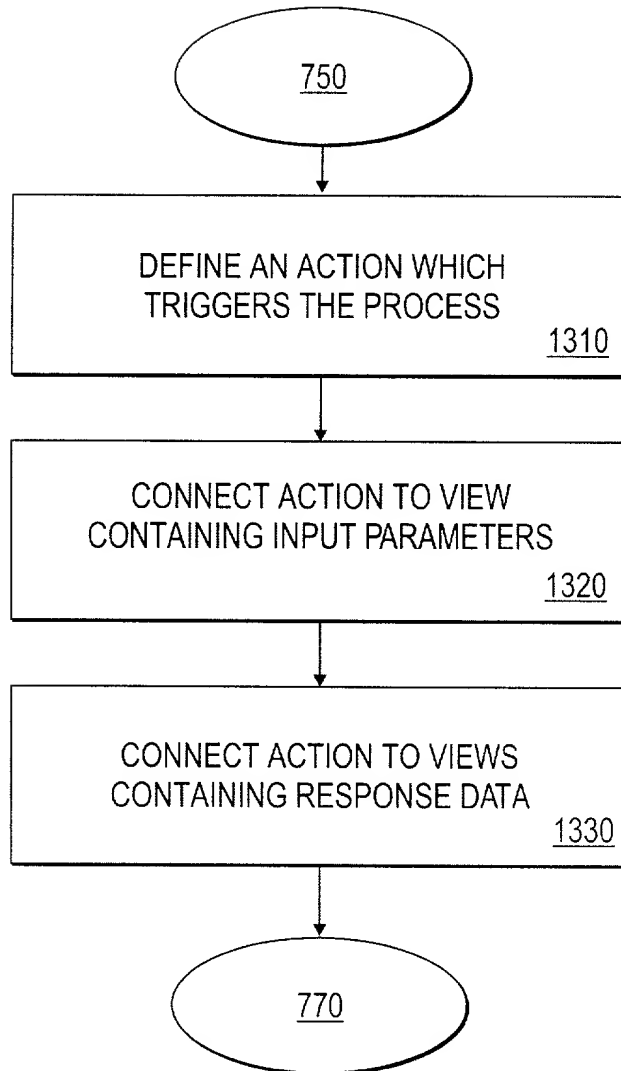 750
DEFINE AN ACTION WHICH
TRIGGERS THE PROCESS
1310
CONNECT ACTION TO VIEW
CONTAINING INPUT PARAMETERS
1320
CONNECT ACTION TO VIEWS
CONTAINING RESPONSE DATA
1330
770